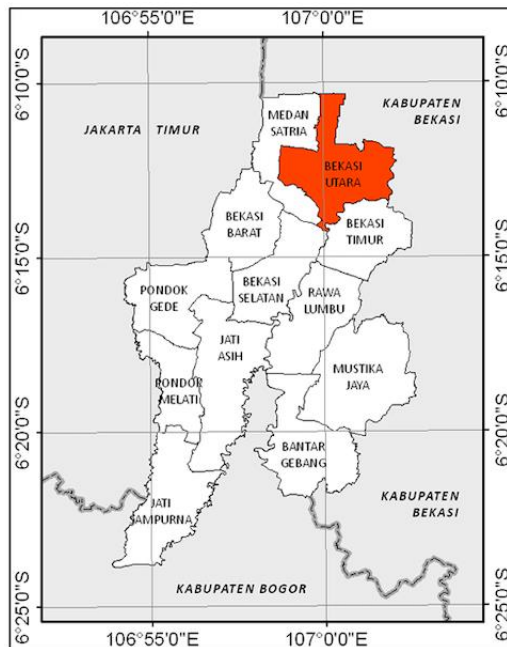 106°55'0"E
107°0'0"E
6°10'0"S
6°10'0"S
JAKARTA TIMUR
MEDAN
SATRIA
KABUPATEN
BEKASI
BEKASI
UTARA
BEKASI
BARAT
BEKASI
TIMUR
6°15'0"S
6°15'0"S
PONDOK
GEDE
BEKASI
SELATAN
RAWA
LUMBU
JATI
ASIH
PONDOK
MELATI
MUSTIKA
JAYA
6°20'0"S
6°20'0"S
BANTAR
GEBANG
JATI
SAMPURNA
KABUPATEN
BEKASI
KABUPATEN BOGOR
6°25'0"S
6°25'0"S
106°55'0"E
107°0'0"E